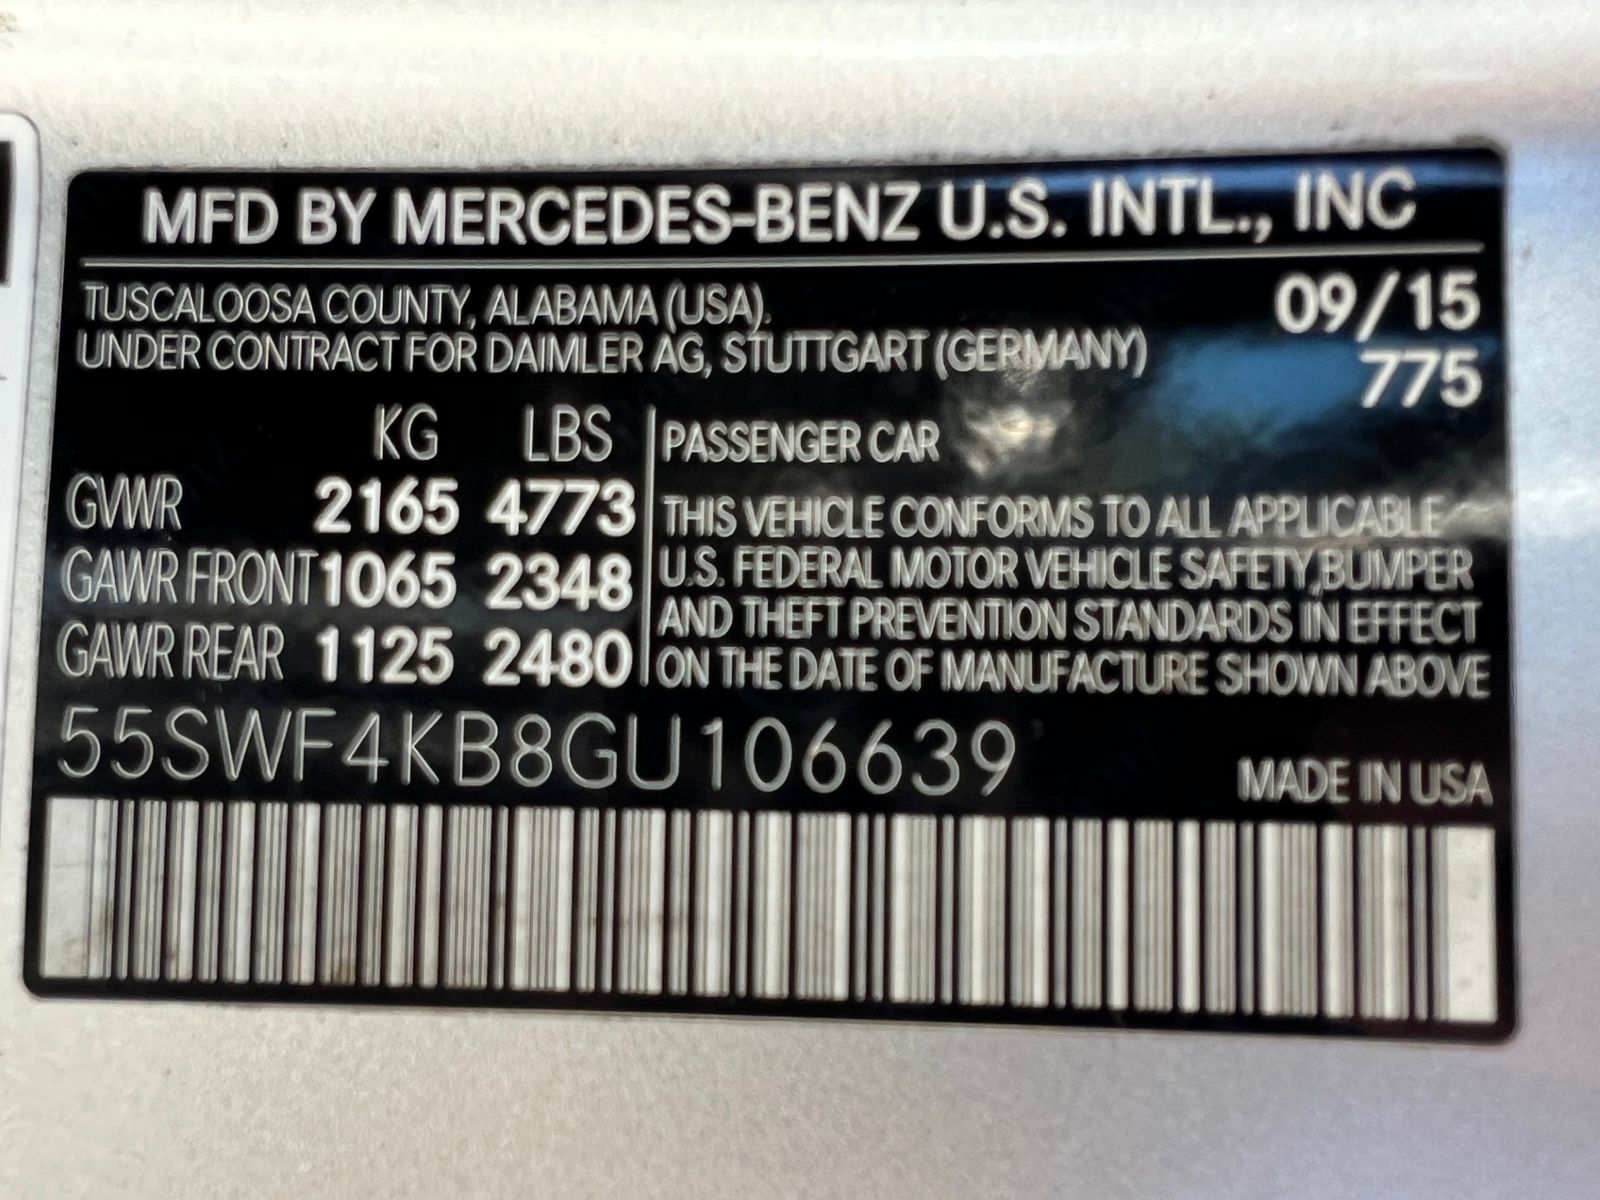 MFD BY MERCEDES-BENZ U.S. INTL., INC
TUSCALOOSA COUNTY, ALABAMA (USA). 09/15
UNDER CONTRACT FOR DAIMLER AG, STUTTGART (GERMANY) 775
KG LBS
GVWR 2165 4773
GAWR FRONT 1065 2348
GAWR REAR 1125 2480
PASSENGER CAR
THIS VEHICLE CONFORMS TO ALL APPLICABLE
U.S. FEDERAL MOTOR VEHICLE SAFETY,BUMPER
AND THEFT PREVENTION STANDARDS IN EFFECT
ON THE DATE OF MANUFACTURE SHOWN ABOVE
55SWF4KB8GU106639
MADE IN USA